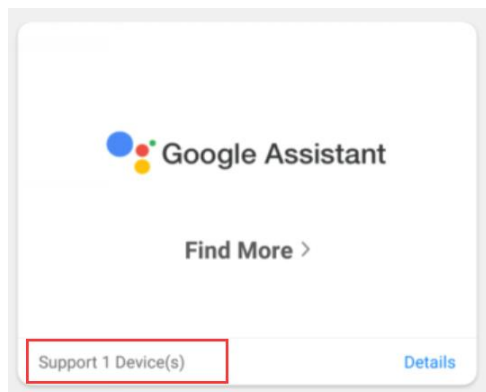 Google Assistant
Find More >
Support 1 Device(s)
Details